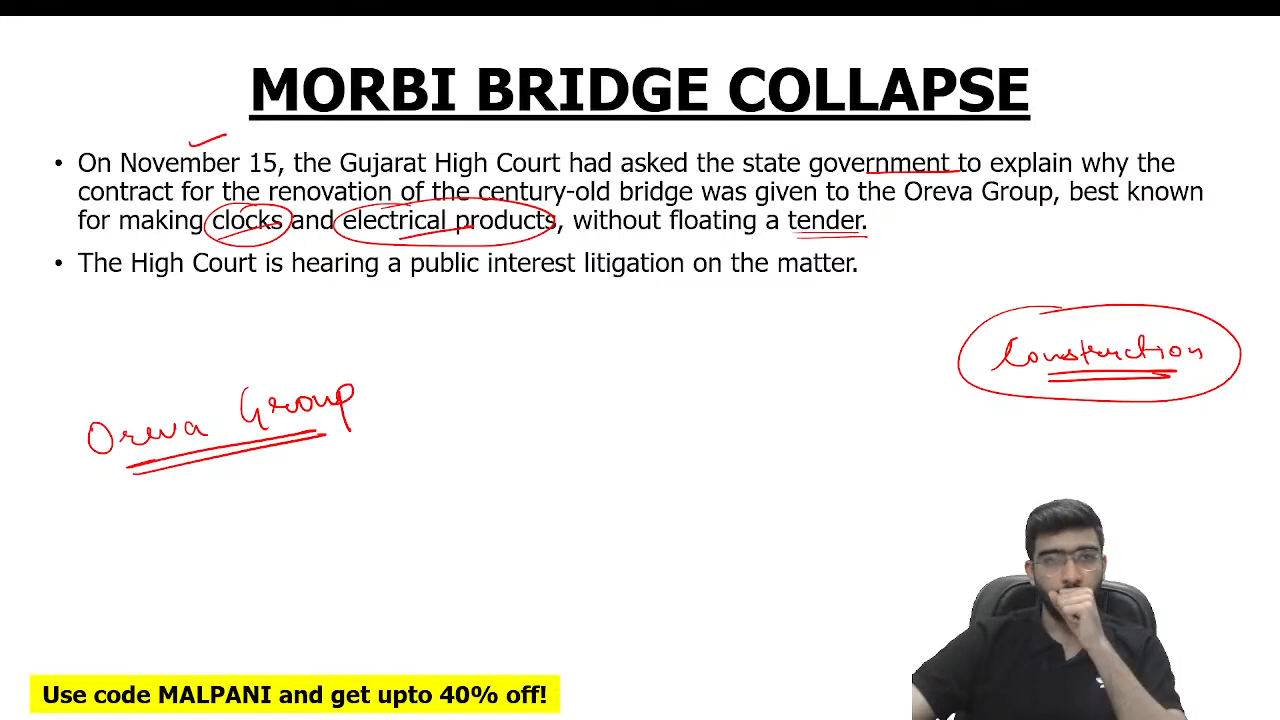 MORBI BRIDGE COLLAPSE
• On November 15, the Gujarat High Court had asked the state government to explain why the
contract for the renovation of the century-old bridge was given to the Oreva Group, best known
for making clocks and electrical products, without floating a tender.
• The High Court is hearing a public interest litigation on the matter.
Construction
Oreva Group
Use code MALPANI and get upto 40% off!